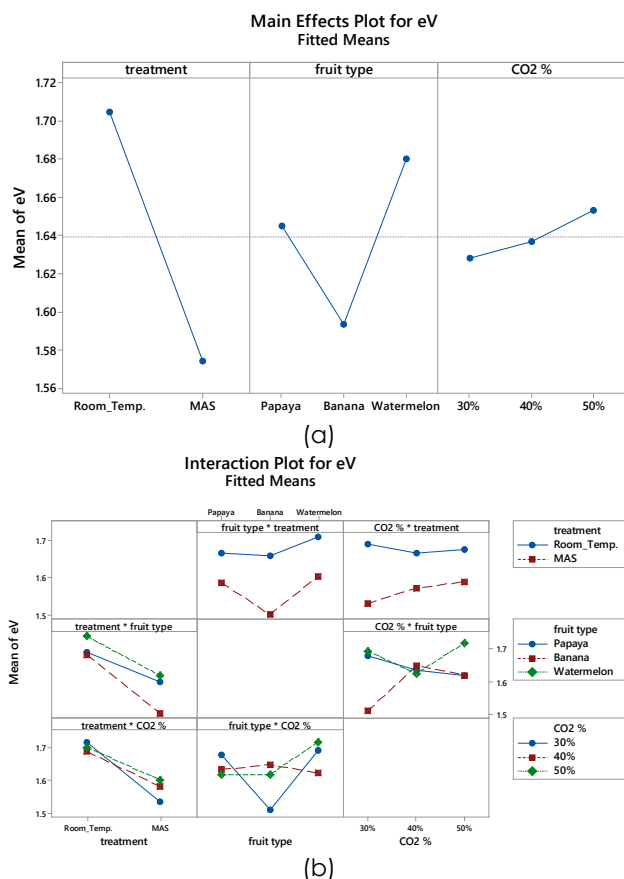 Main Effects Plot for eV
Fitted Means
treatment fruit type CO2 %
1.72
1.70
1.68
1.66
1.64
1.62
1.60
1.58
1.56
Mean of eV
Room_Temp. MAS Papaya Banana Watermelon 30% 40% 50%
(a)
Interaction Plot for eV
Fitted Means
Papaya Banana Watermelon
fruit type * treatment CO2 % * treatment
1.7
1.6
1.5
treatment
Room_Temp.
MAS
treatment * fruit type CO2 % * fruit type
1.7
1.6
1.5
fruit type
Papaya
Banana
Watermelon
Mean of eV
treatment * CO2 % fruit type * CO2 %
1.7
1.6
1.5
CO2 %
30%
40%
50%
Room_Temp. MAS 30% 40% 50%
treatment fruit type CO2 %
(b)